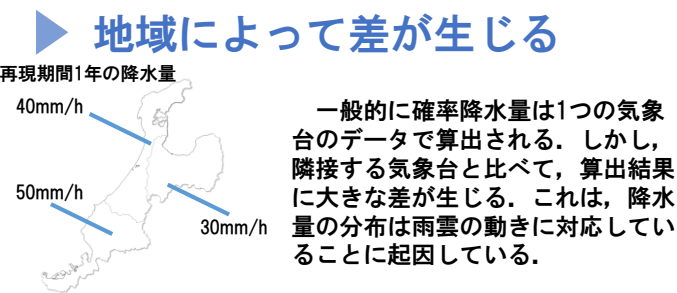 地域によって差が生じる
再現期間1年の降水量
40mm/h
50mm/h
30mm/h
一般的に確率降水量は1つの気象
台のデータで算出される．しかし，
隣接する気象台と比べて，算出結果
に大きな差が生じる．これは，降水
量の分布は雨雲の動きに対応してい
ることに起因している．